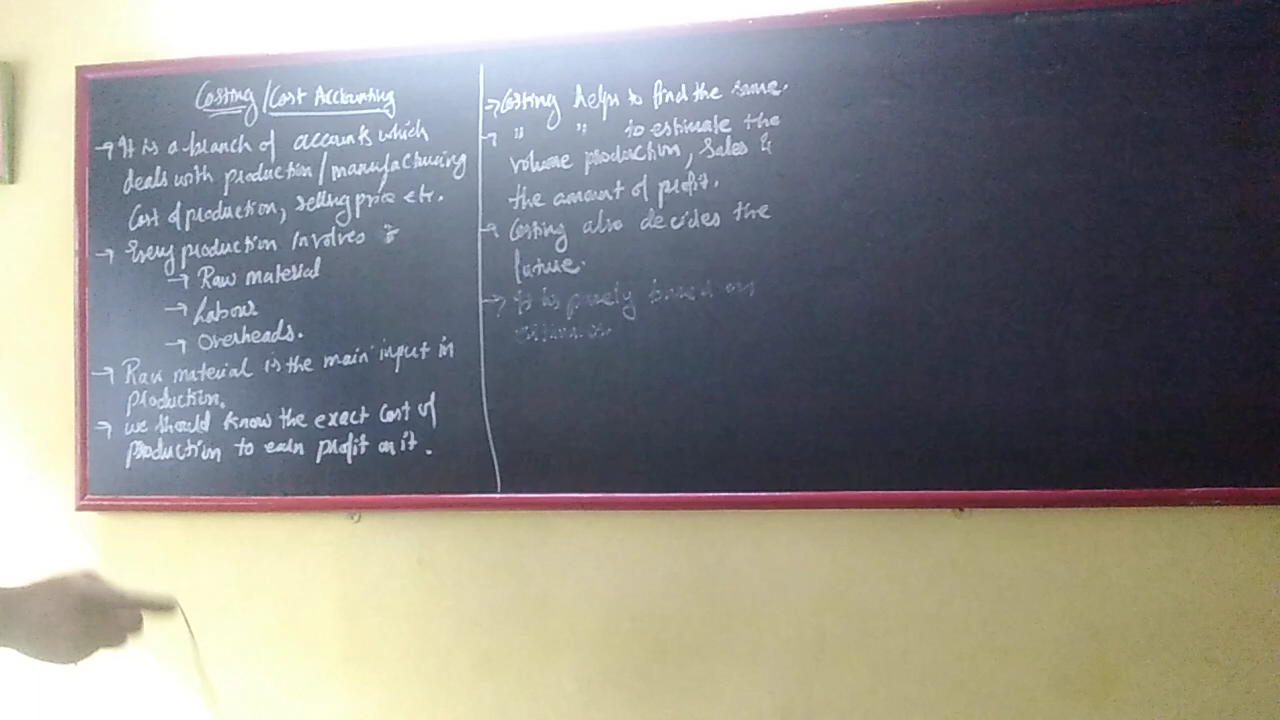 Costing / Cost Accounting
→ It is a branch of accounts which
deals with production / manufacturing
Cost of production, selling price etc.
→ Every production involves :
→ Raw material
→ Labour
→ Overheads.
→ Raw material is the main input in
production.
→ We should know the exact cost of
production to earn profit on it.
→ Costing helps to find the same.
→ " " to estimate the
volume production, Sales &
the amount of profit.
→ Costing also decides the
future.
→ It is purely based on